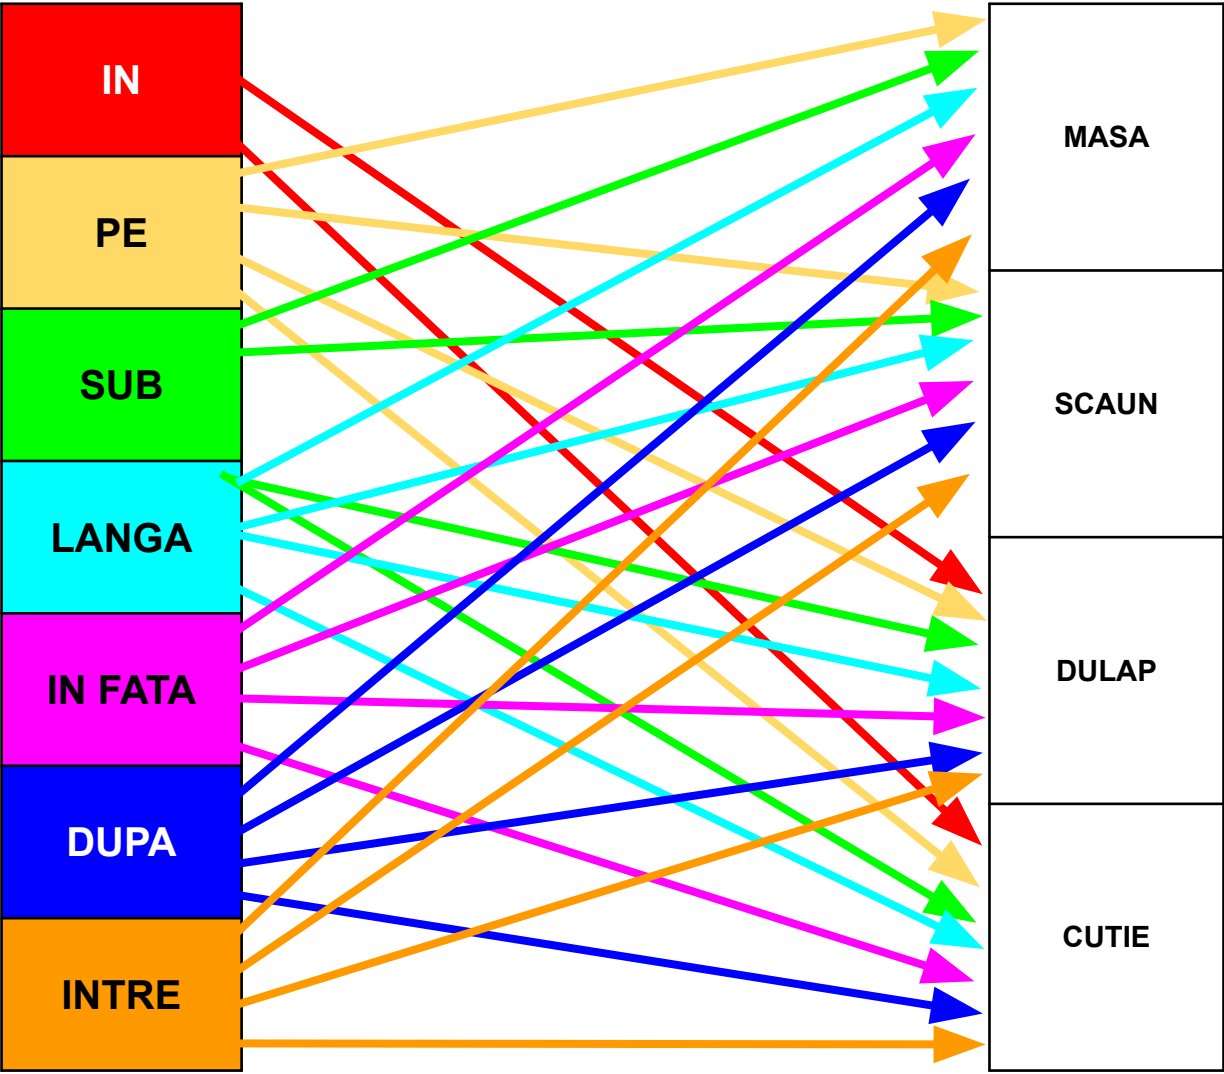 IN
PE
SUB
LANGA
IN FATA
DUPA
INTRE
MASA
SCAUN
DULAP
CUTIE